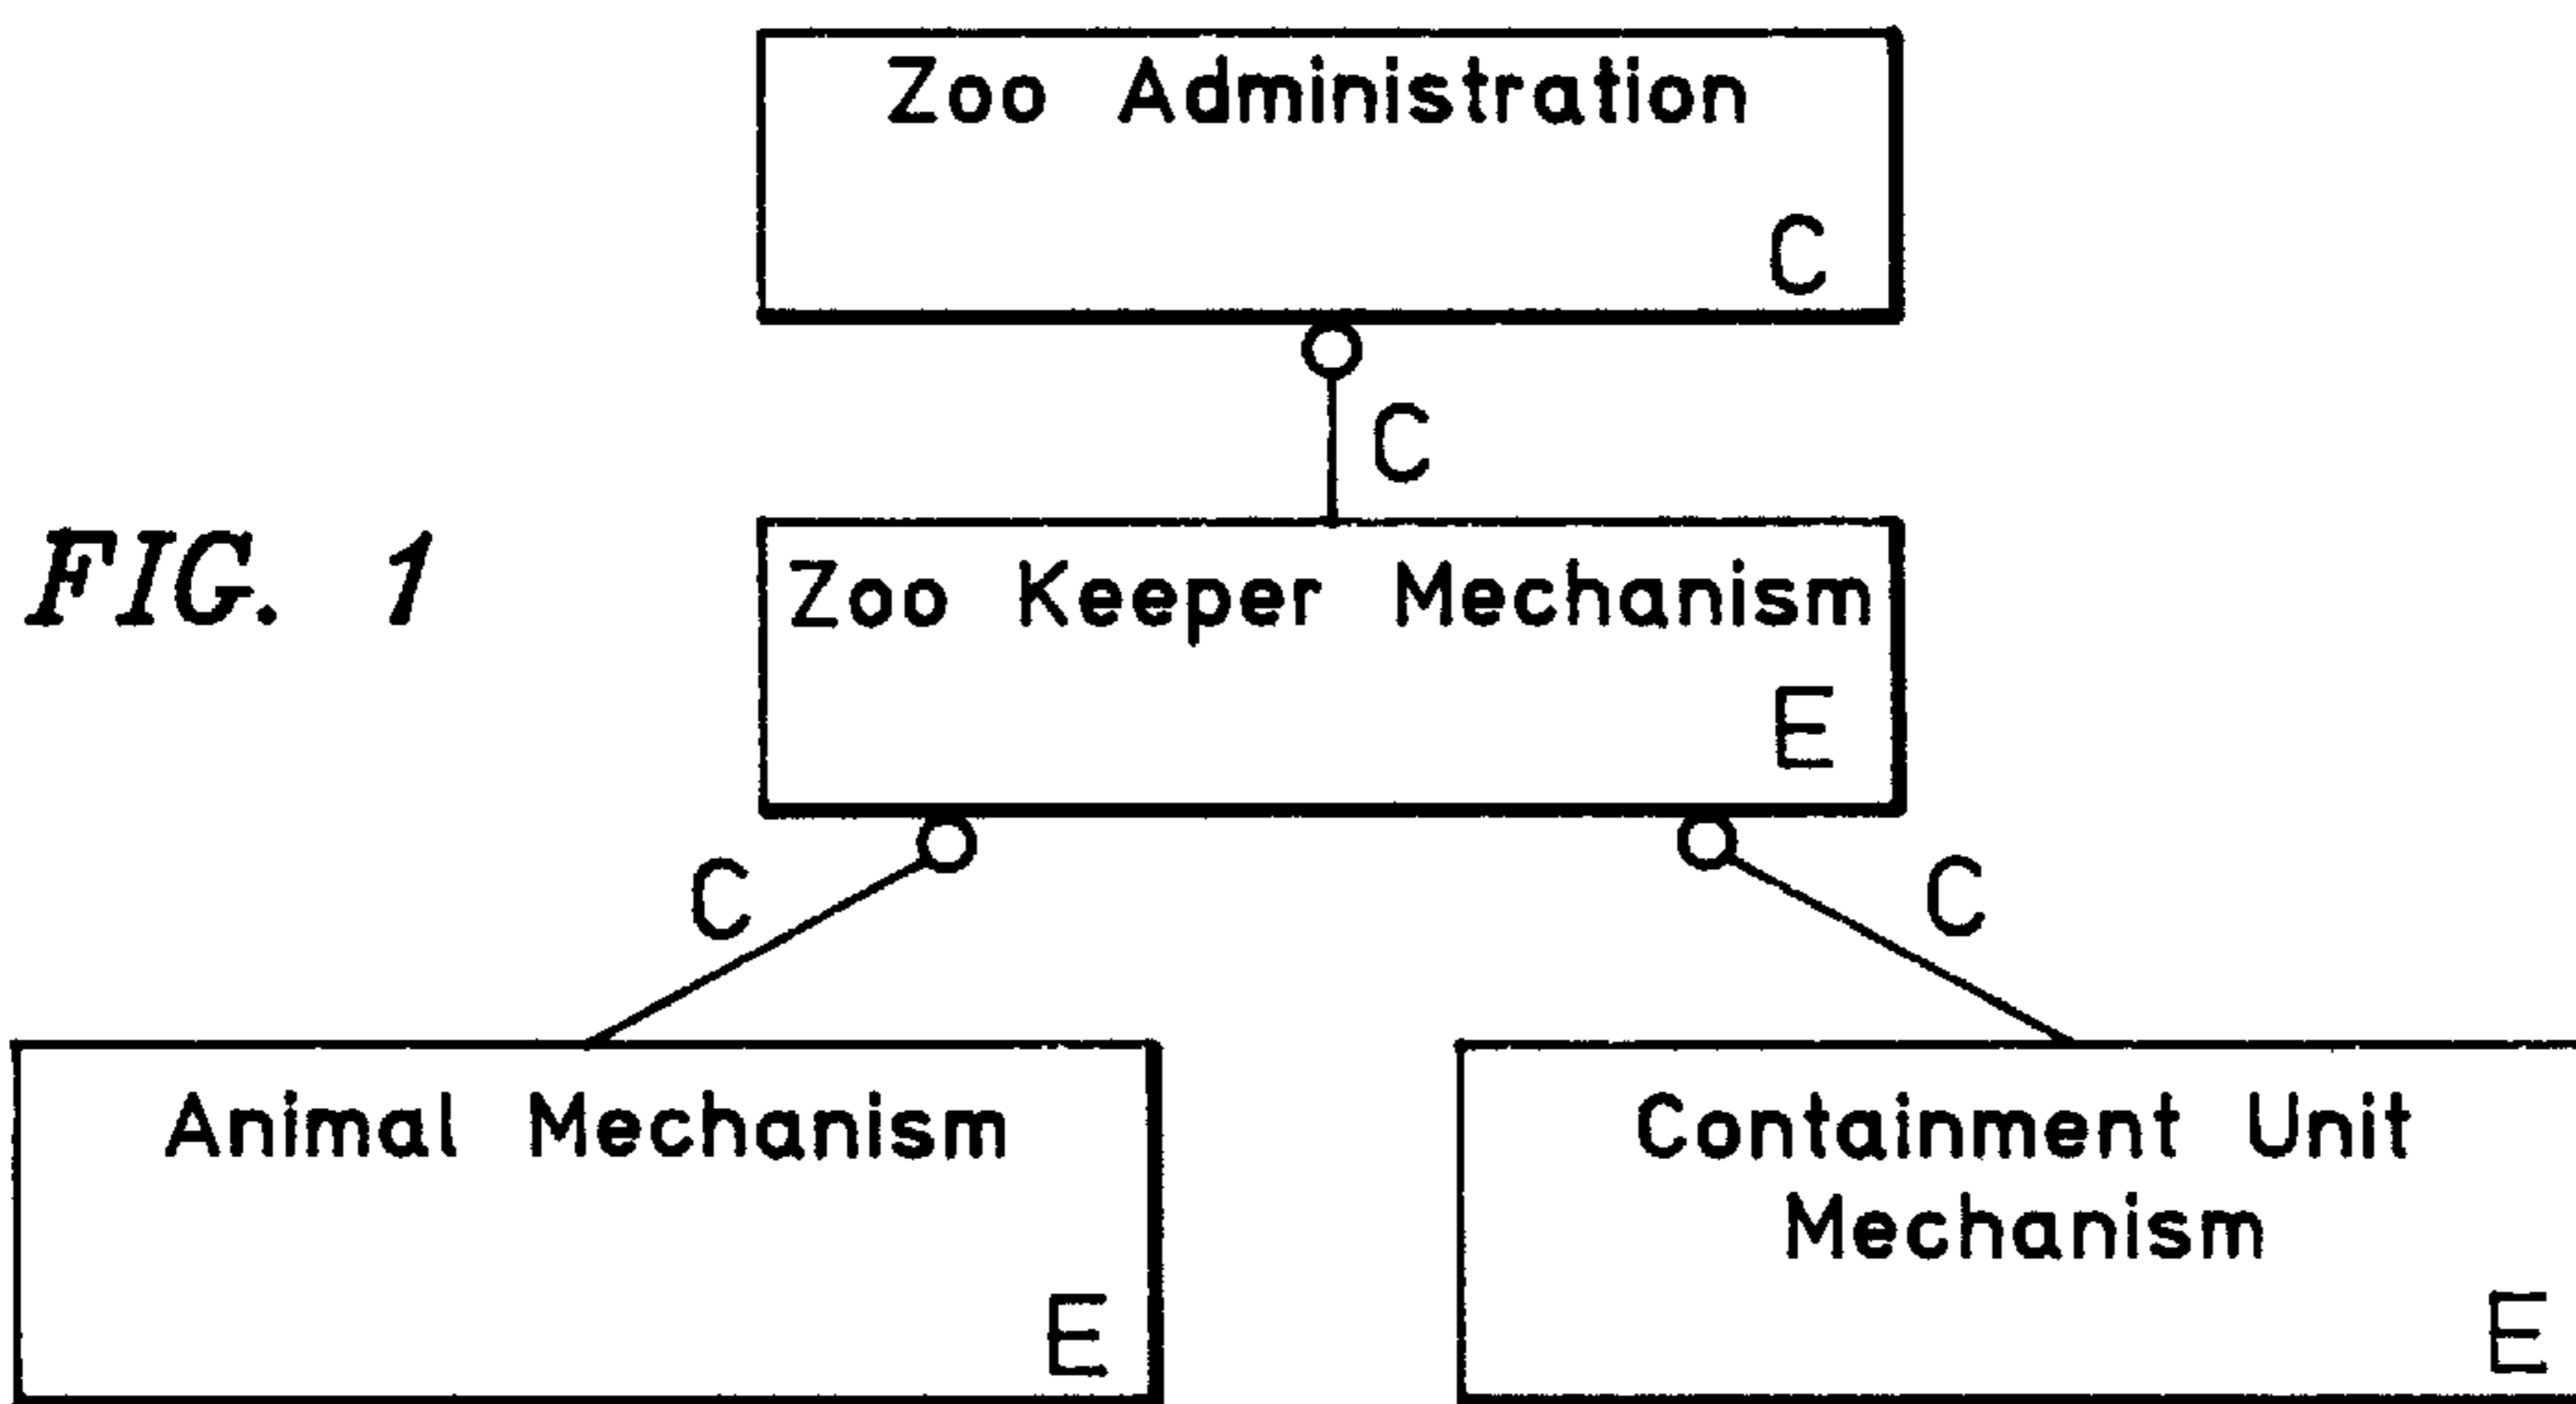 Zoo Administration
C
C
FIG. 1
Zoo Keeper Mechanism
E
C
C
Animal Mechanism
E
Containment Unit
Mechanism
E